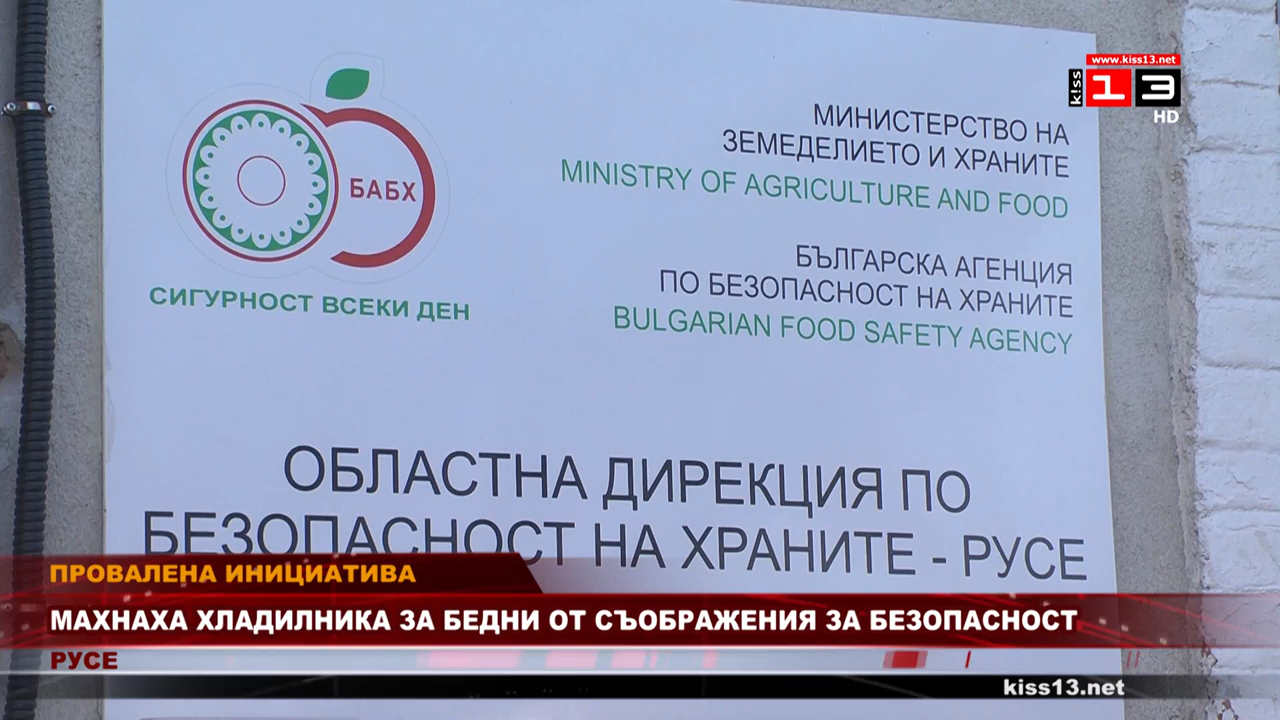 www.kiss13.net
kiss 13
HD
БАБХ
СИГУРНОСТ ВСЕКИ ДЕН
МИНИСТЕРСТВО НА
ЗЕМЕДЕЛИЕТО И ХРАНИТЕ
MINISTRY OF AGRICULTURE AND FOOD
БЪЛГАРСКА АГЕНЦИЯ
ПО БЕЗОПАСНОСТ НА ХРАНИТЕ
BULGARIAN FOOD SAFETY AGENCY
ОБЛАСТНА ДИРЕКЦИЯ ПО
БЕЗОПАСНОСТ НА ХРАНИТЕ - РУСЕ
ПРОВАЛЕНА ИНИЦИАТИВА
МАХНАХА ХЛАДИЛНИКА ЗА БЕДНИ ОТ СЪОБРАЖЕНИЯ ЗА БЕЗОПАСНОСТ
РУСЕ
kiss13.net